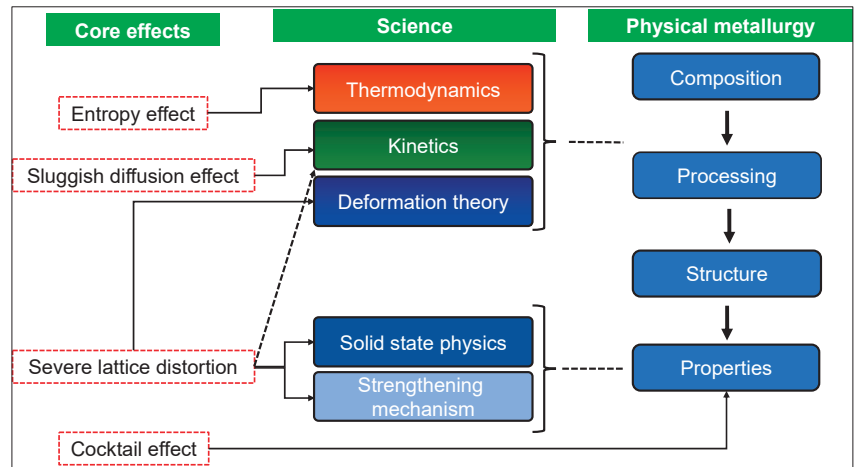 Core effects
Science
Physical metallurgy
Entropy effect
Sluggish diffusion effect
Severe lattice distortion
Cocktail effect
Thermodynamics
Kinetics
Deformation theory
Solid state physics
Strengthening
mechanism
Composition
Processing
Structure
Properties